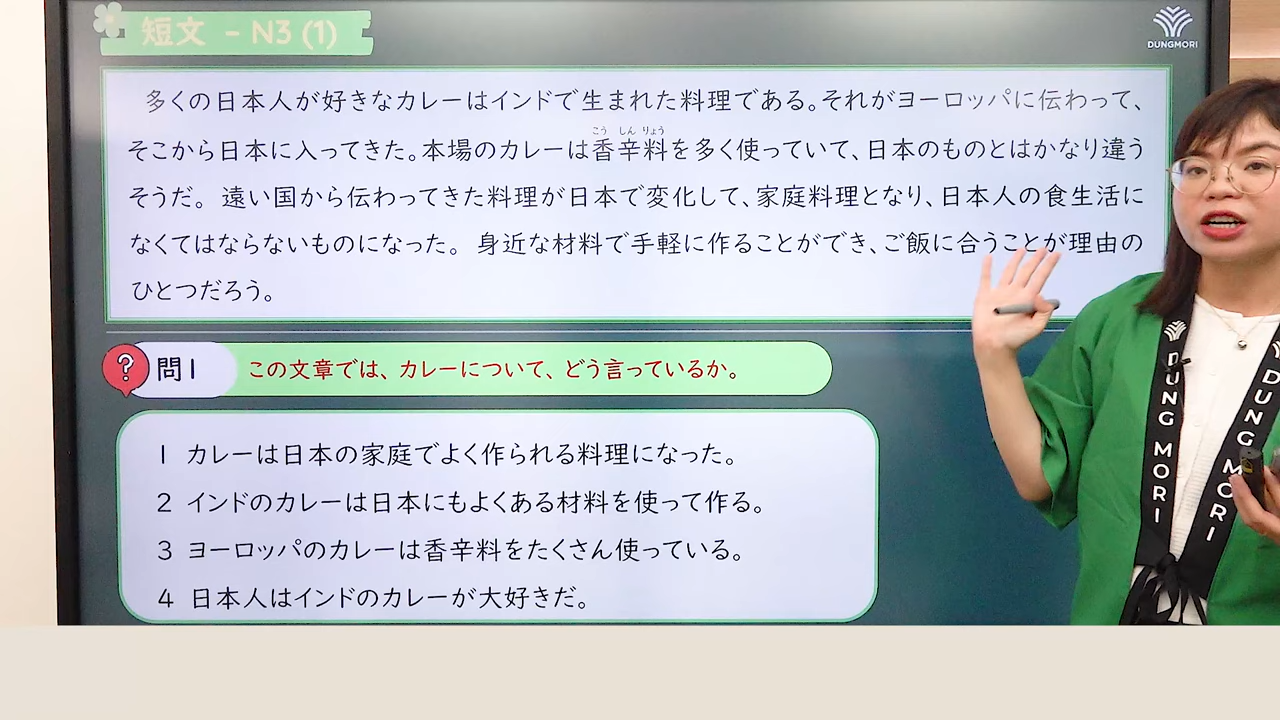 短文 - N3 (1)
DUNGMORI
多くの日本人が好きなカレーはインドで生まれた料理である。それがヨーロッパに伝わって、
そこから日本に入ってきた。本場のカレーは香辛料を多く使っていて、日本のものとはかなり違う
こう しん りょう
そうだ。遠い国から伝わってきた料理が日本で変化して、家庭料理となり、日本人の食生活に
なくてはならないものになった。身近な材料で手軽に作ることができ、ご飯に合うことが理由の
ひとつだろう。
? 問1 この文章では、カレーについて、どう言っているか。
1 カレーは日本の家庭でよく作られる料理になった。
2 インドのカレーは日本にもよくある材料を使って作る。
3 ヨーロッパのカレーは香辛料をたくさん使っている。
4 日本人はインドのカレーが大好きだ。
DUNG MORI
DUNG MORI